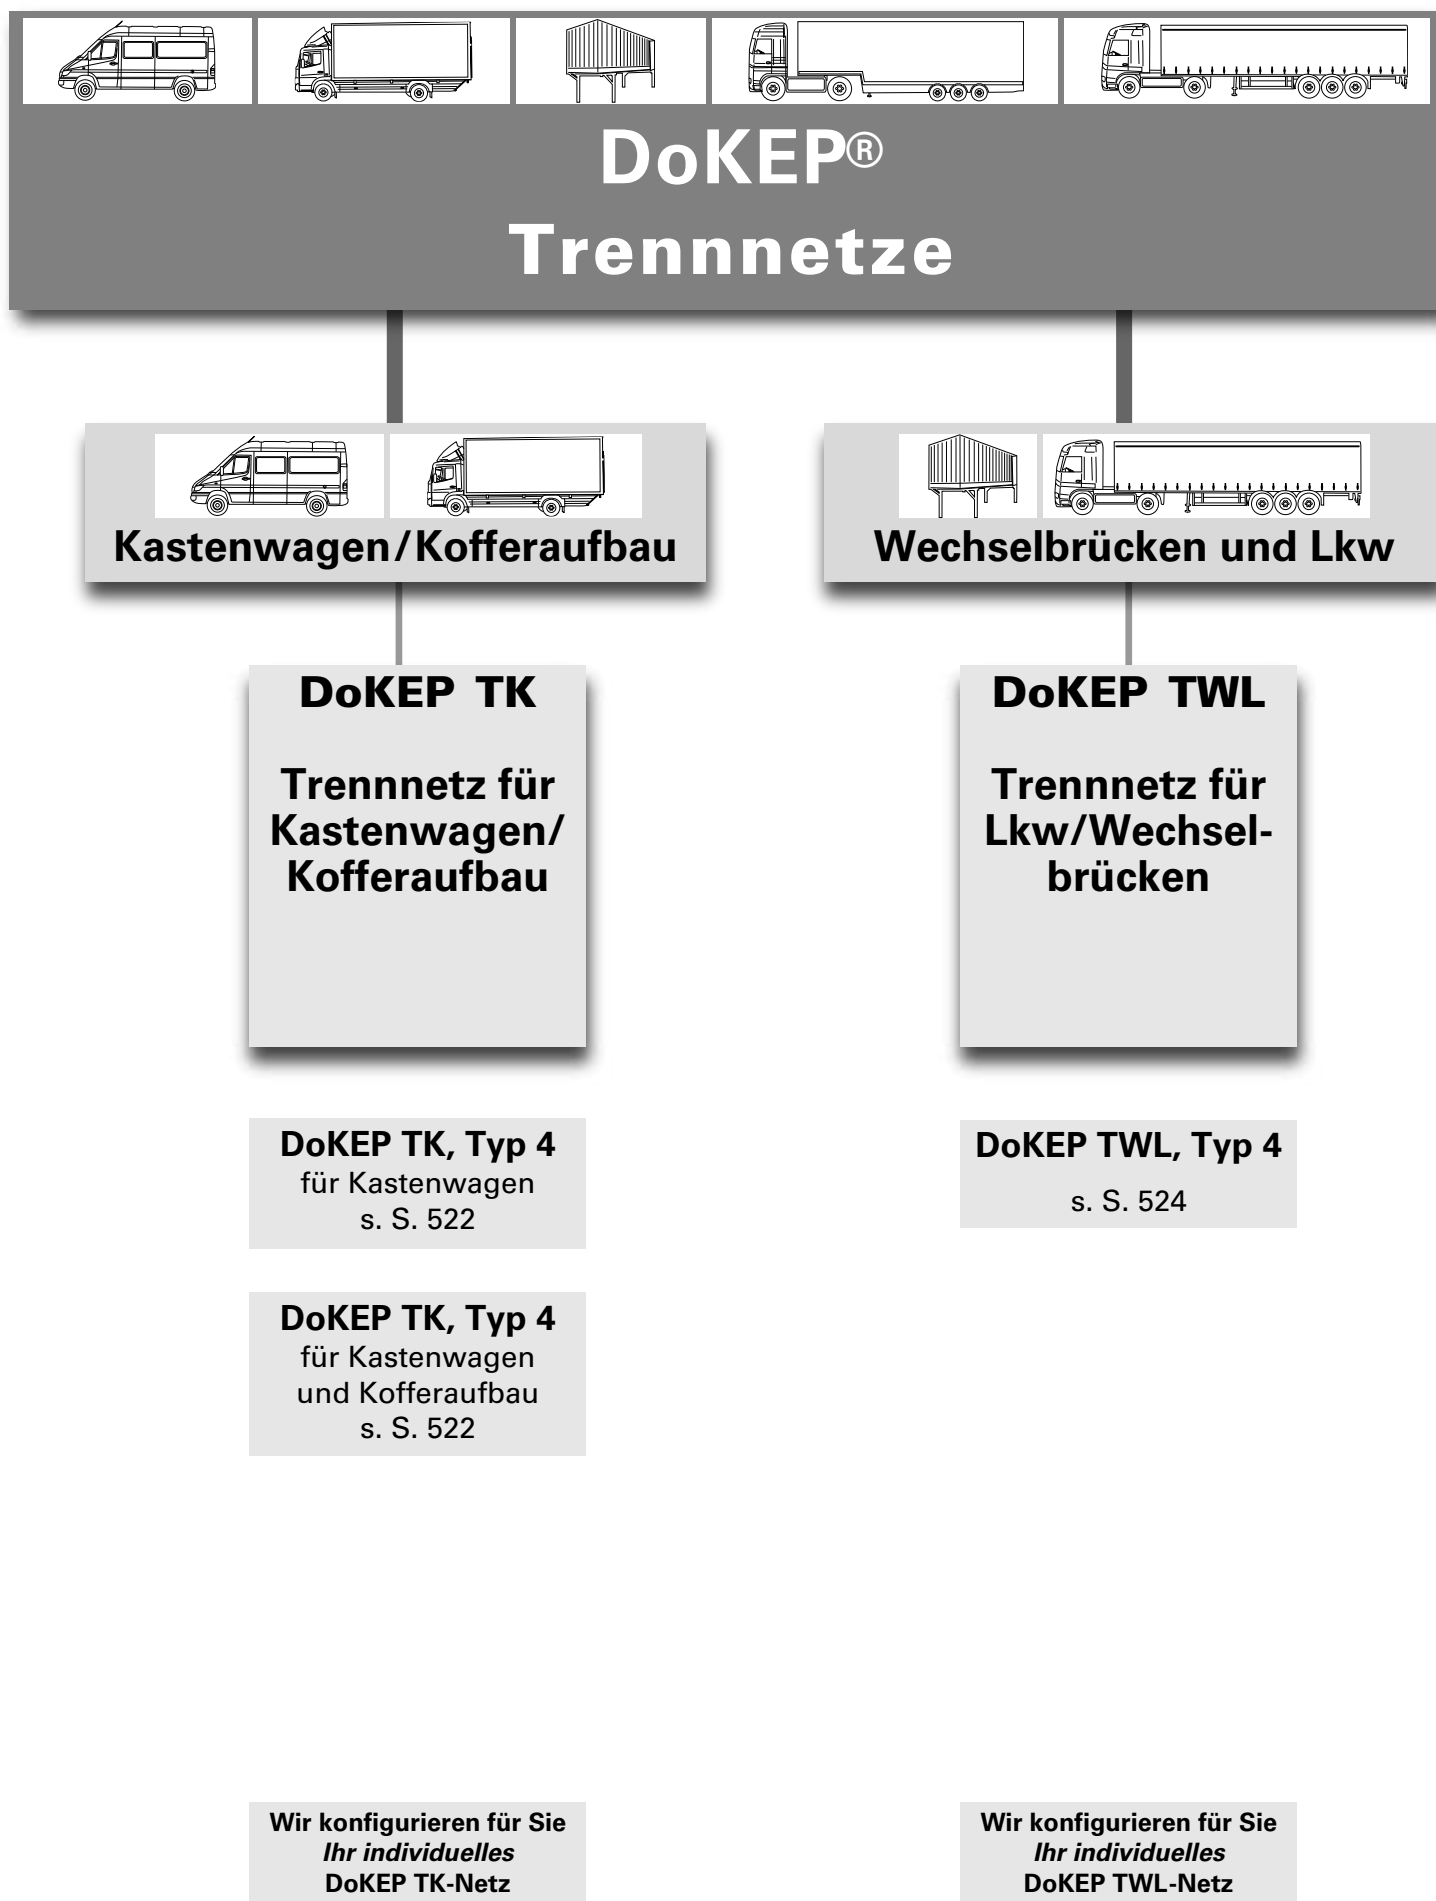 DoKEP®
Trennnetze
Kastenwagen/Kofferaufbau
DoKEP TK
Trennnetz für
Kastenwagen/
Kofferaufbau
DoKEP TK, Typ 4
für Kastenwagen
s. S. 522
DoKEP TK, Typ 4
für Kastenwagen
und Kofferaufbau
s. S. 522
Wir konfigurieren für Sie
Ihr individuelles
DoKEP TK-Netz
Wechselbrücken und Lkw
DoKEP TWL
Trennnetz für
Lkw/Wechsel-
brücken
DoKEP TWL, Typ 4
s. S. 524
Wir konfigurieren für Sie
Ihr individuelles
DoKEP TWL-Netz